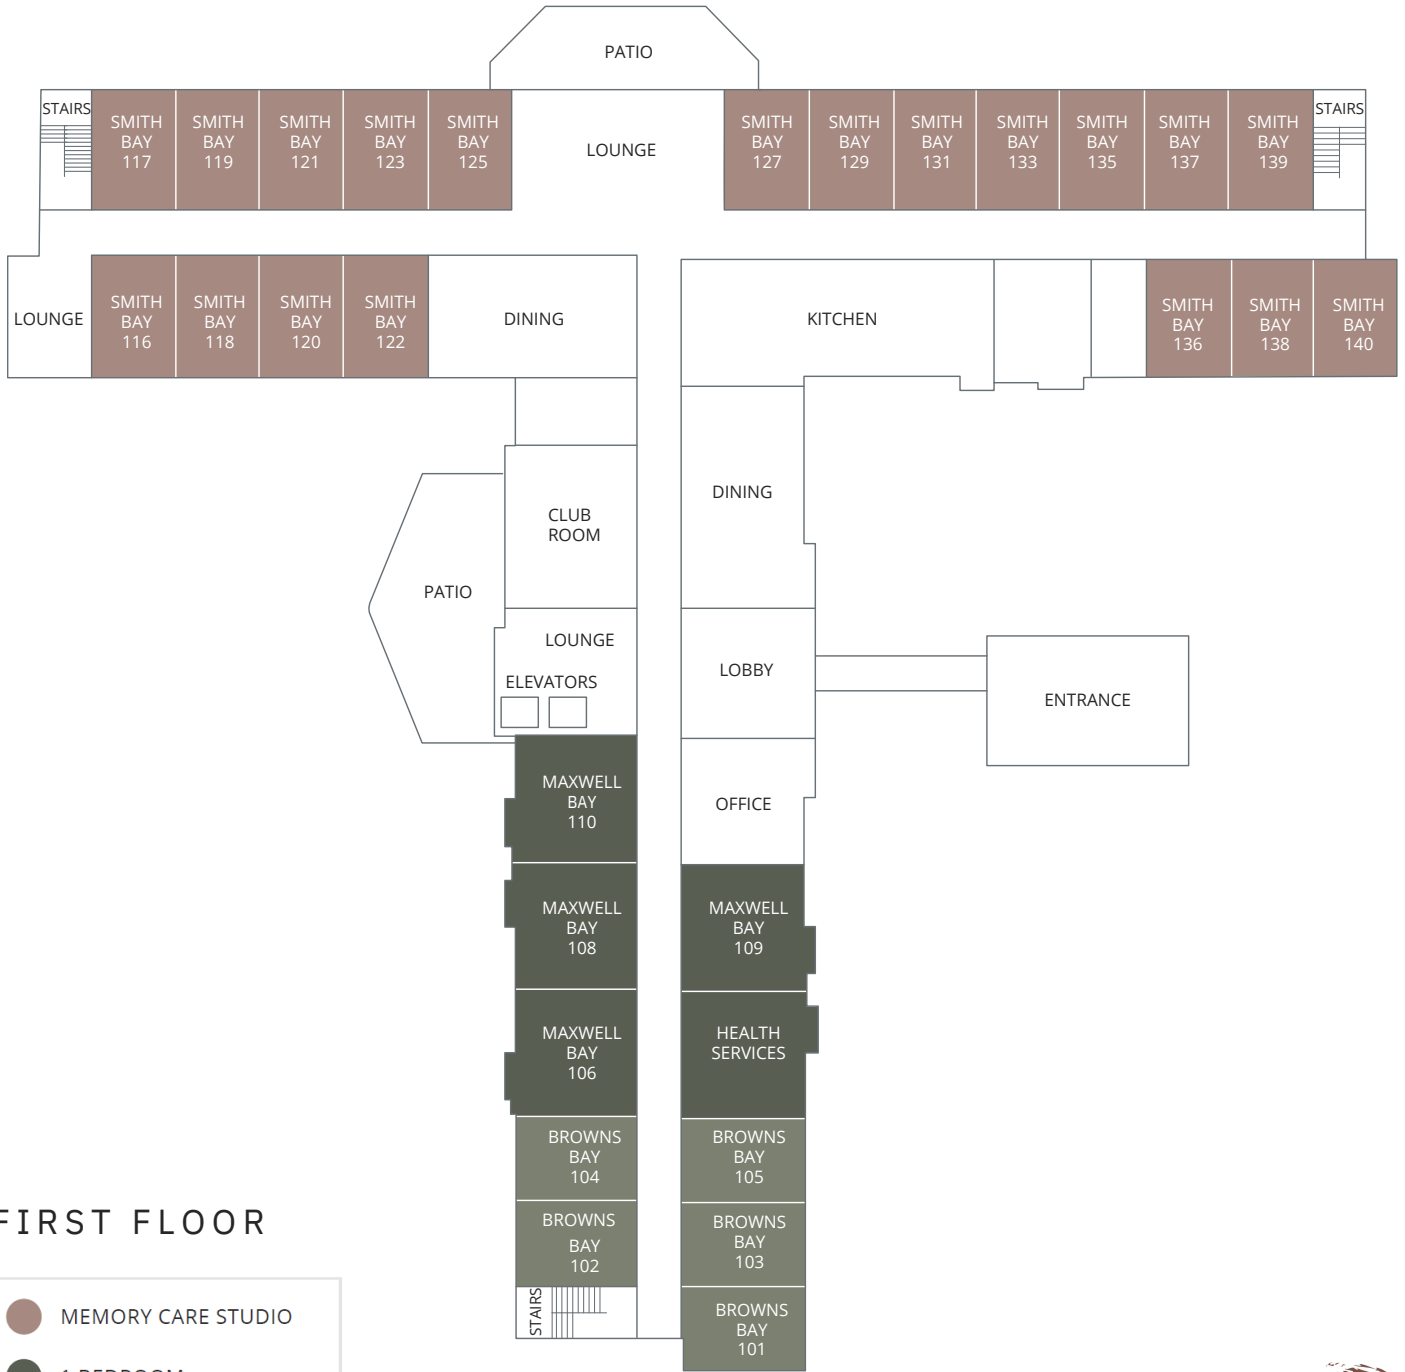 PATIO
STAIRS
SMITH
BAY
117
SMITH
BAY
119
SMITH
BAY
121
SMITH
BAY
123
SMITH
BAY
125
LOUNGE
SMITH
BAY
127
SMITH
BAY
129
SMITH
BAY
131
SMITH
BAY
133
SMITH
BAY
135
SMITH
BAY
137
SMITH
BAY
139
STAIRS
LOUNGE
SMITH
BAY
116
SMITH
BAY
118
SMITH
BAY
120
SMITH
BAY
122
DINING
KITCHEN
SMITH
BAY
136
SMITH
BAY
138
SMITH
BAY
140
DINING
CLUB
ROOM
PATIO
LOUNGE
ELEVATORS
LOBBY
ENTRANCE
OFFICE
MAXWELL
BAY
110
MAXWELL
BAY
108
MAXWELL
BAY
109
MAXWELL
BAY
106
HEALTH
SERVICES
BROWNS
BAY
104
BROWNS
BAY
105
BROWNS
BAY
102
BROWNS
BAY
103
STAIRS
BROWNS
BAY
101
FIRST FLOOR
MEMORY CARE STUDIO
1 BEDROOM